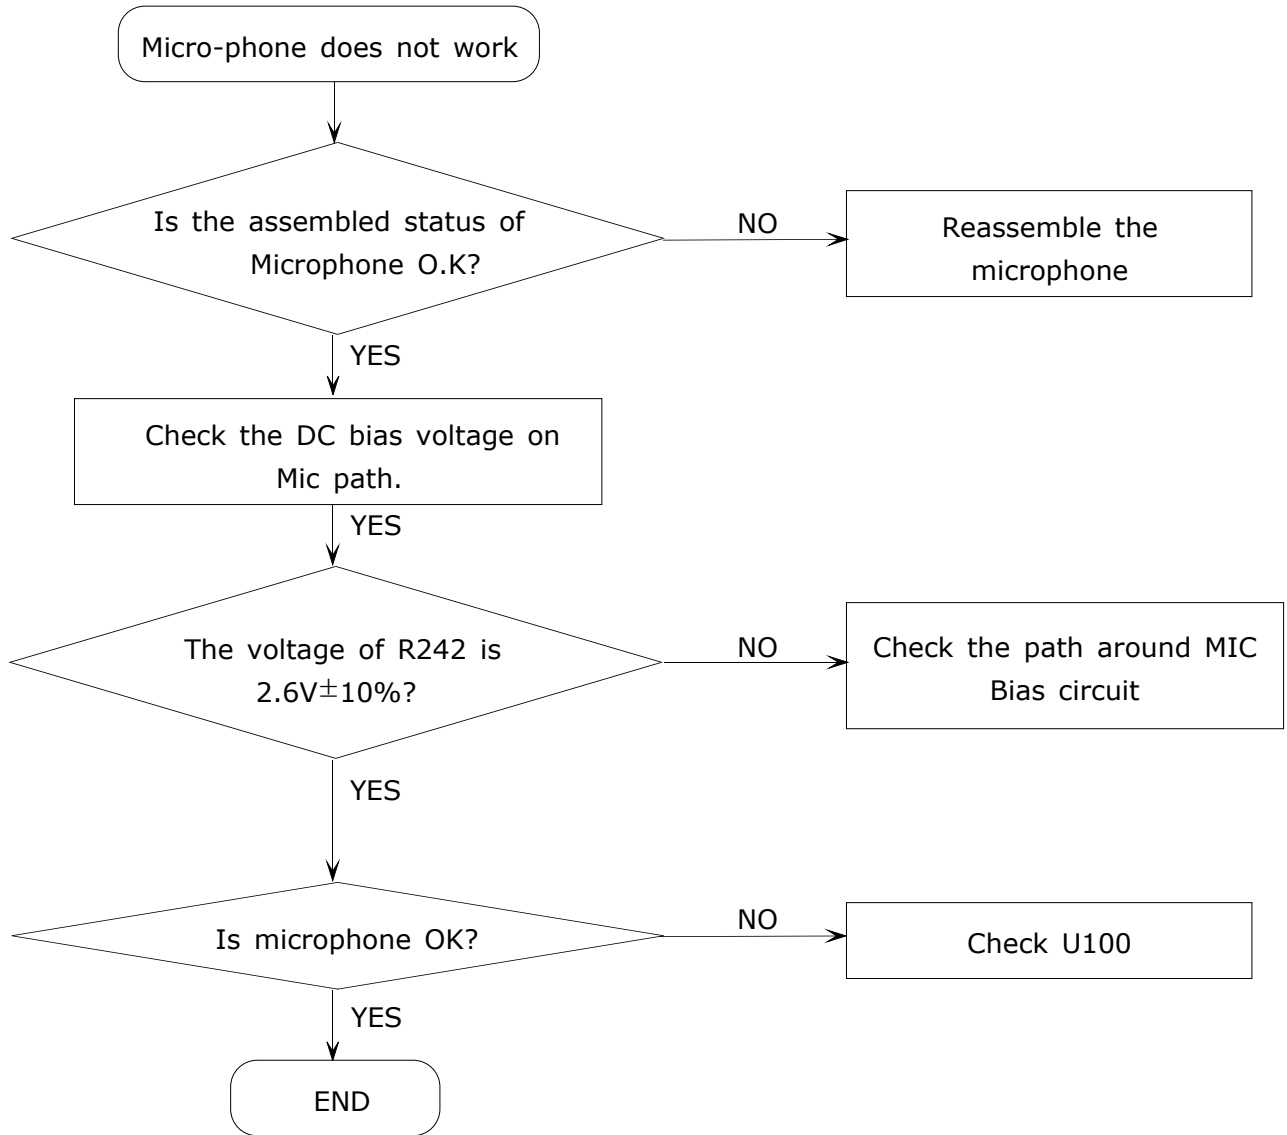 Micro-phone does not work
Is the assembled status of
Microphone O.K?
NO
Reassemble the
microphone
YES
Check the DC bias voltage on
Mic path.
YES
The voltage of R242 is
2.6V±10%?
NO
Check the path around MIC
Bias circuit
YES
Is microphone OK?
NO
Check U100
YES
END